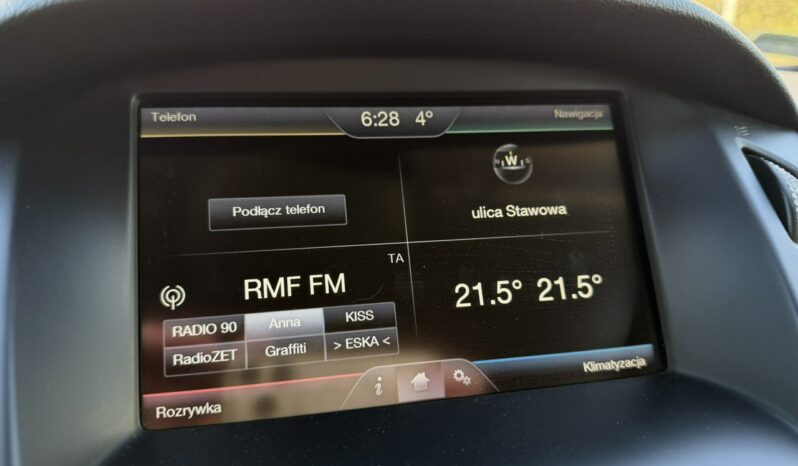 Telefon
6:28 4°
Nawigacja
N W S
Podłącz telefon
ulica Stawowa
TA
RMF FM
21.5° 21.5°
RADIO 90
Anna
KISS
RadioZET
Graffiti
> ESKA <
i
Rozrywka
Klimatyzacja